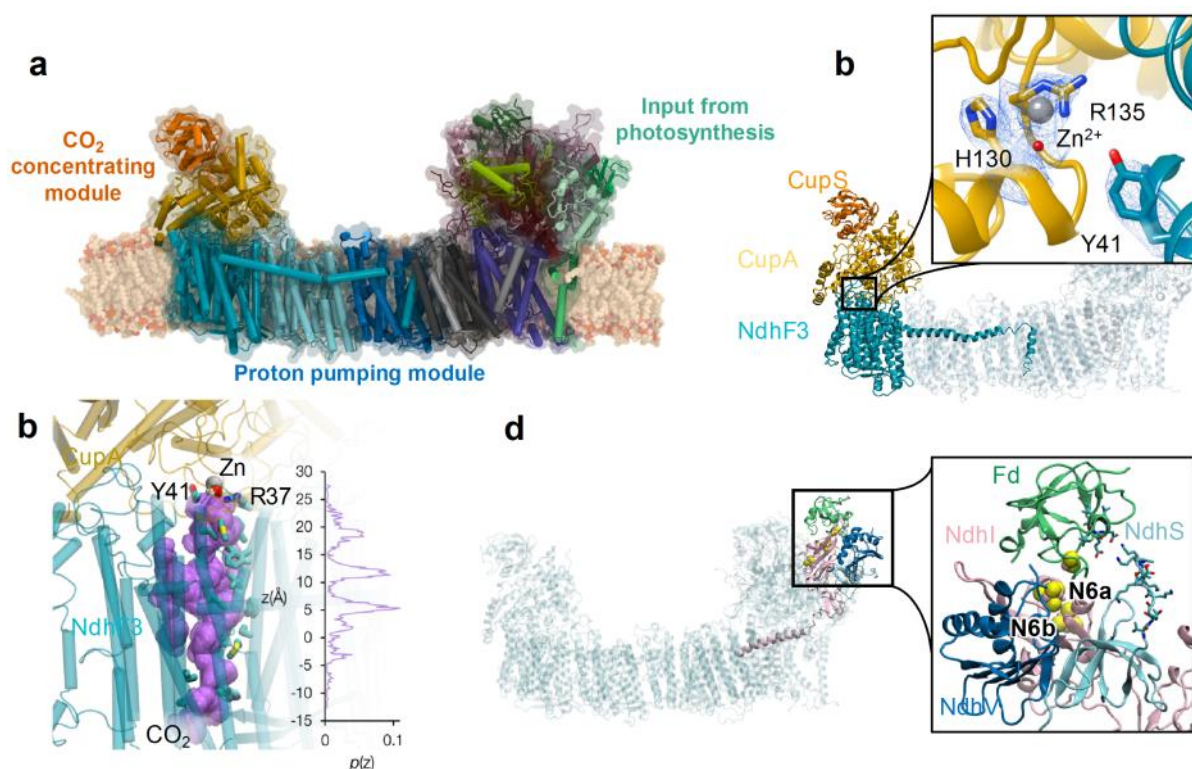 a
CO2
concentrating
module
Input from
photosynthesis
Proton pumping module
b
R135
Zn2+
H130
Y41
CupS
CupA
NdhF3
b
CupA
Zn
Y41
R37
NdhF3
CO2
30
25
20
15
10
z(Å)
5
0
-5
-10
-15
0
0.1
p(z)
d
Fd
NdhI
NdhS
N6a
N6b
NdhV